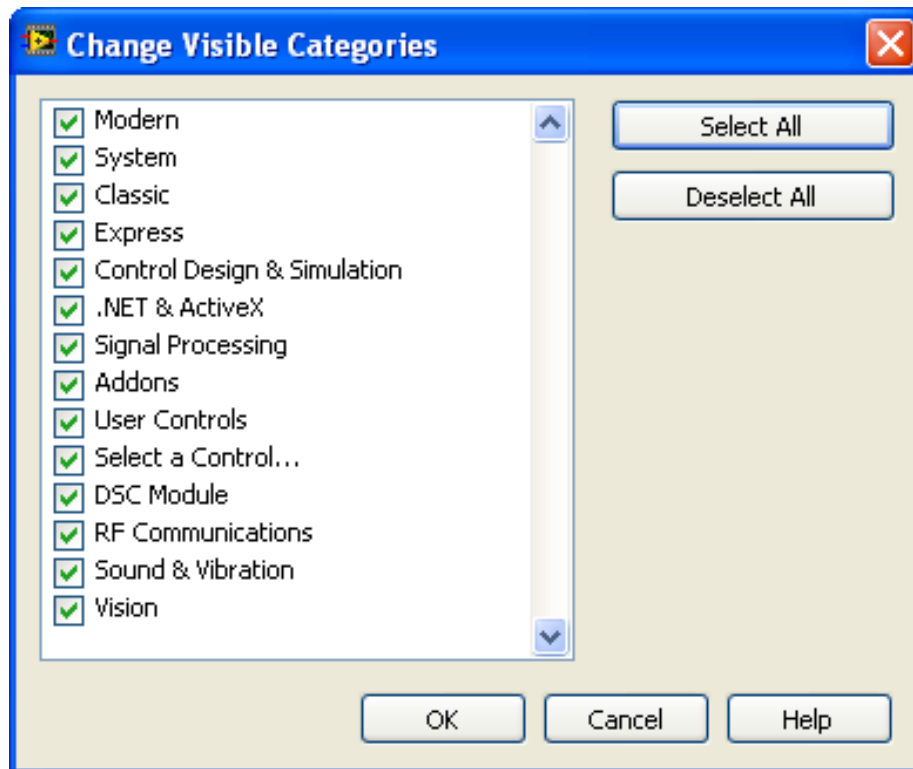 Change Visible Categories
Modern
System
Classic
Express
Control Design & Simulation
.NET & ActiveX
Signal Processing
Addons
User Controls
Select a Control...
DSC Module
RF Communications
Sound & Vibration
Vision
Select All
Deselect All
OK
Cancel
Help